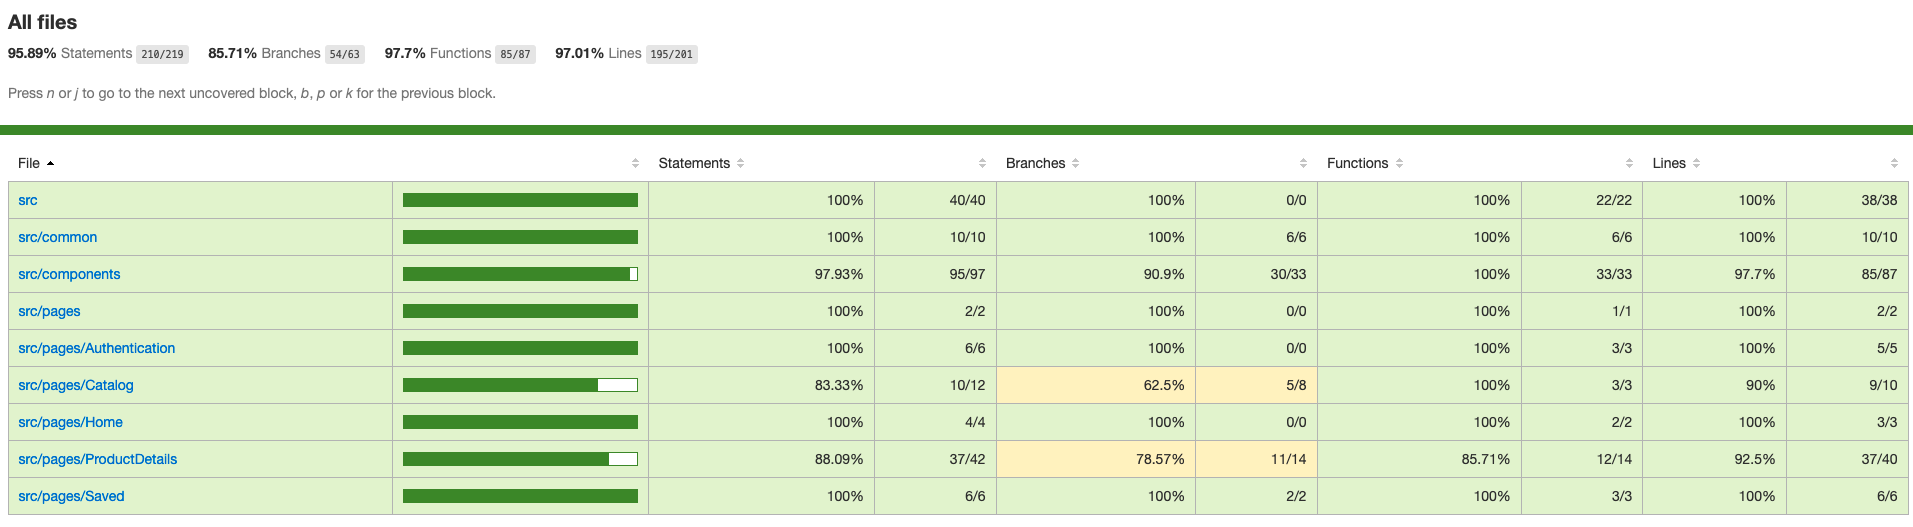 All files
95.89% Statements 210/219 85.71% Branches 54/63 97.7% Functions 85/87 97.01% Lines 195/201
Press n or j to go to the next uncovered block, b, p or k for the previous block.
File Statements Branches Functions Lines
src 100% 40/40 100% 0/0 100% 22/22 100% 38/38
src/common 100% 10/10 100% 6/6 100% 6/6 100% 10/10
src/components 97.93% 95/97 90.9% 30/33 100% 33/33 97.7% 85/87
src/pages 100% 2/2 100% 0/0 100% 1/1 100% 2/2
src/pages/Authentication 100% 6/6 100% 0/0 100% 3/3 100% 5/5
src/pages/Catalog 83.33% 10/12 62.5% 5/8 100% 3/3 90% 9/10
src/pages/Home 100% 4/4 100% 0/0 100% 2/2 100% 3/3
src/pages/ProductDetails 88.09% 37/42 78.57% 11/14 85.71% 12/14 92.5% 37/40
src/pages/Saved 100% 6/6 100% 2/2 100% 3/3 100% 6/6